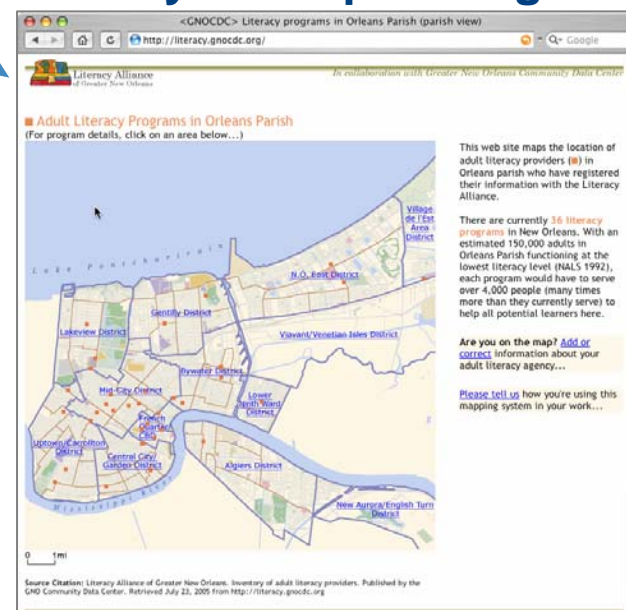 <GNOCDC> Literacy programs in Orleans Parish (parish view)
http://literacy.gnocdc.org/
Google
Literacy Alliance
of Greater New Orleans
In collaboration with Greater New Orleans Community Data Center
Adult Literacy Programs in Orleans Parish
(For program details, click on an area below...)
This web site maps the location of
adult literacy providers (■) in
Orleans parish who have registered
their information with the Literacy
Alliance.
There are currently 36 literacy
programs in New Orleans. With an
estimated 150,000 adults in
Orleans Parish functioning at the
lowest literacy level (NALS 1992),
each program would have to serve
over 4,000 people (many times
more than they currently serve) to
help all potential learners here.
Are you on the map? Add or
correct information about your
adult literacy agency...
Please tell us how you're using this
mapping system in your work...
Village
de l'Est
Area
District
Lake Pontchartrain
N.O. East District
Gentilly District
Lakeview District
Viavant/Venetian Isles District
Bywater District
Mid-City District
Lower
Ninth Ward
District
French
Quarter/
CBD
Uptown/Carrollton
District
Central City/
Garden District
Algiers District
Mississippi River
New Aurora/English Turn
District
0 1mi
Source Citation: Literacy Alliance of Greater New Orleans. Inventory of adult literacy providers. Published by the
GNO Community Data Center. Retrieved July 23, 2005 from http://literacy.gnocdc.org